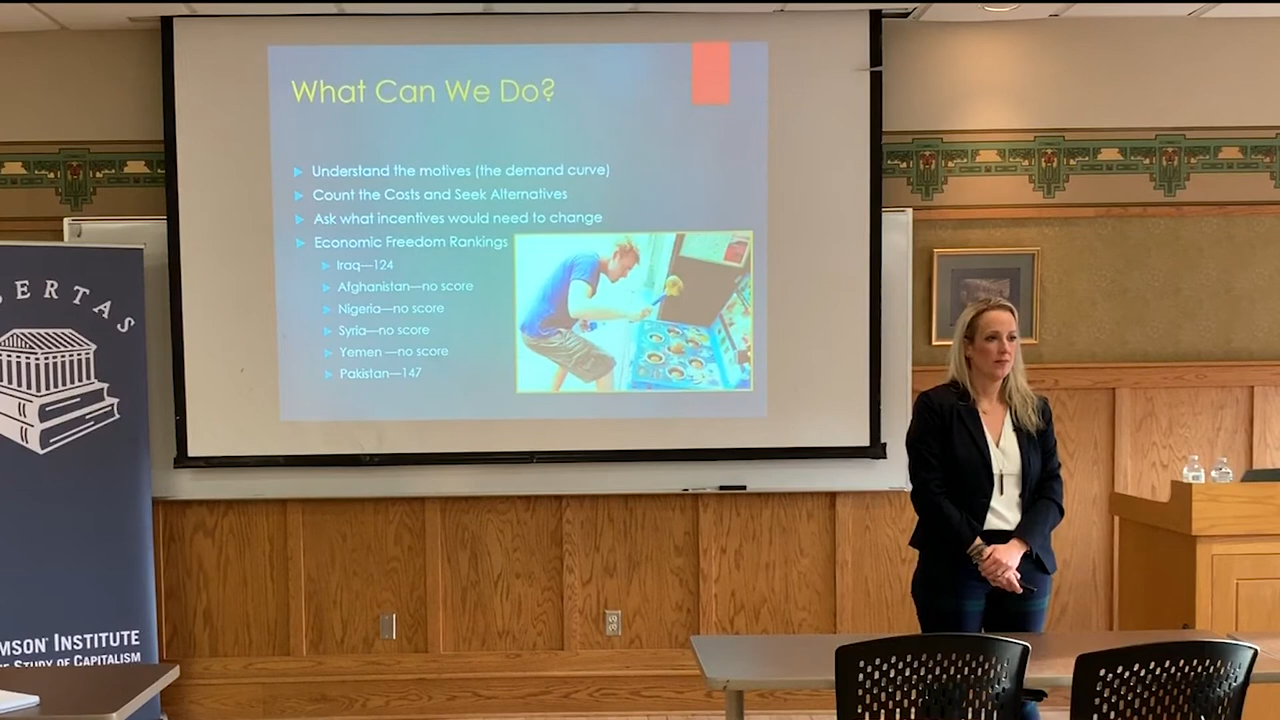 What Can We Do?
Understand the motives (the demand curve)
Count the Costs and Seek Alternatives
Ask what incentives would need to change
Economic Freedom Rankings
Iraq—124
Afghanistan—no score
Nigeria—no score
Syria—no score
Yemen —no score
Pakistan—147
BERTAS
MSON INSTITUTE
STUDY OF CAPITALISM